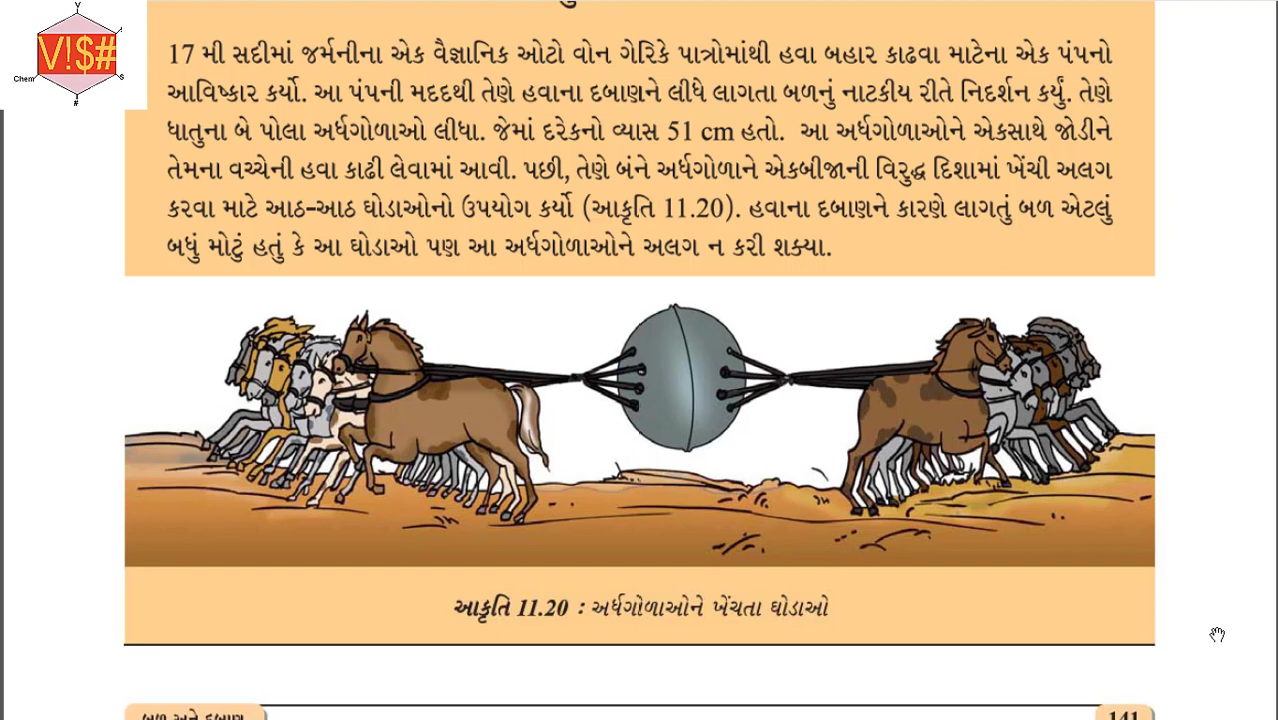 Y
V!$#
Chem
S
#
17 મી સદીમાં જર્મનીના એક વૈજ્ઞાનિક ઓટો વોન ગેરિકે પાત્રોમાંથી હવા બહાર કાઢવા માટેના એક પંપનો
આવિષ્કાર કર્યો. આ પંપની મદદથી તેણે હવાના દબાણને લીધે લાગતા બળનું નાટકીય રીતે નિદર્શન કર્યું. તેણે
ધાતુના બે પોલા અર્ધગોળાઓ લીધા. જેમાં દરેકનો વ્યાસ 51 cm હતો. આ અર્ધગોળાઓને એકસાથે જોડીને
તેમના વચ્ચેની હવા કાઢી લેવામાં આવી. પછી, તેણે બંને અર્ધગોળાને એકબીજાની વિરુદ્ધ દિશામાં ખેંચી અલગ
કરવા માટે આઠ-આઠ ઘોડાઓનો ઉપયોગ કર્યો (આકૃતિ 11.20). હવાના દબાણને કારણે લાગતું બળ એટલું
બધું મોટું હતું કે આ ઘોડાઓ પણ આ અર્ધગોળાઓને અલગ ન કરી શક્યા.
આકૃતિ 11.20 : અર્ધગોળાઓને ખેંચતા ઘોડાઓ
બળ અને દબાણ
141